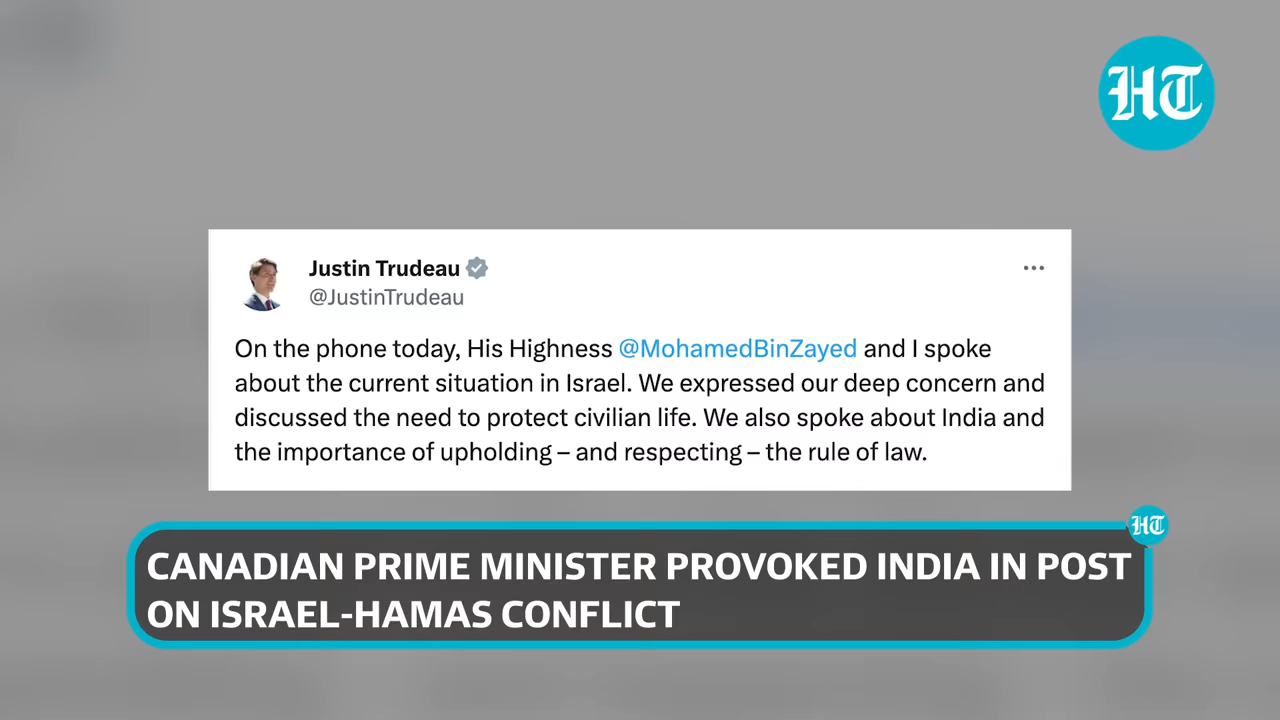 HT
Justin Trudeau
@JustinTrudeau
On the phone today, His Highness @MohamedBinZayed and I spoke
about the current situation in Israel. We expressed our deep concern and
discussed the need to protect civilian life. We also spoke about India and
the importance of upholding – and respecting – the rule of law.
HT
CANADIAN PRIME MINISTER PROVOKED INDIA IN POST
ON ISRAEL-HAMAS CONFLICT